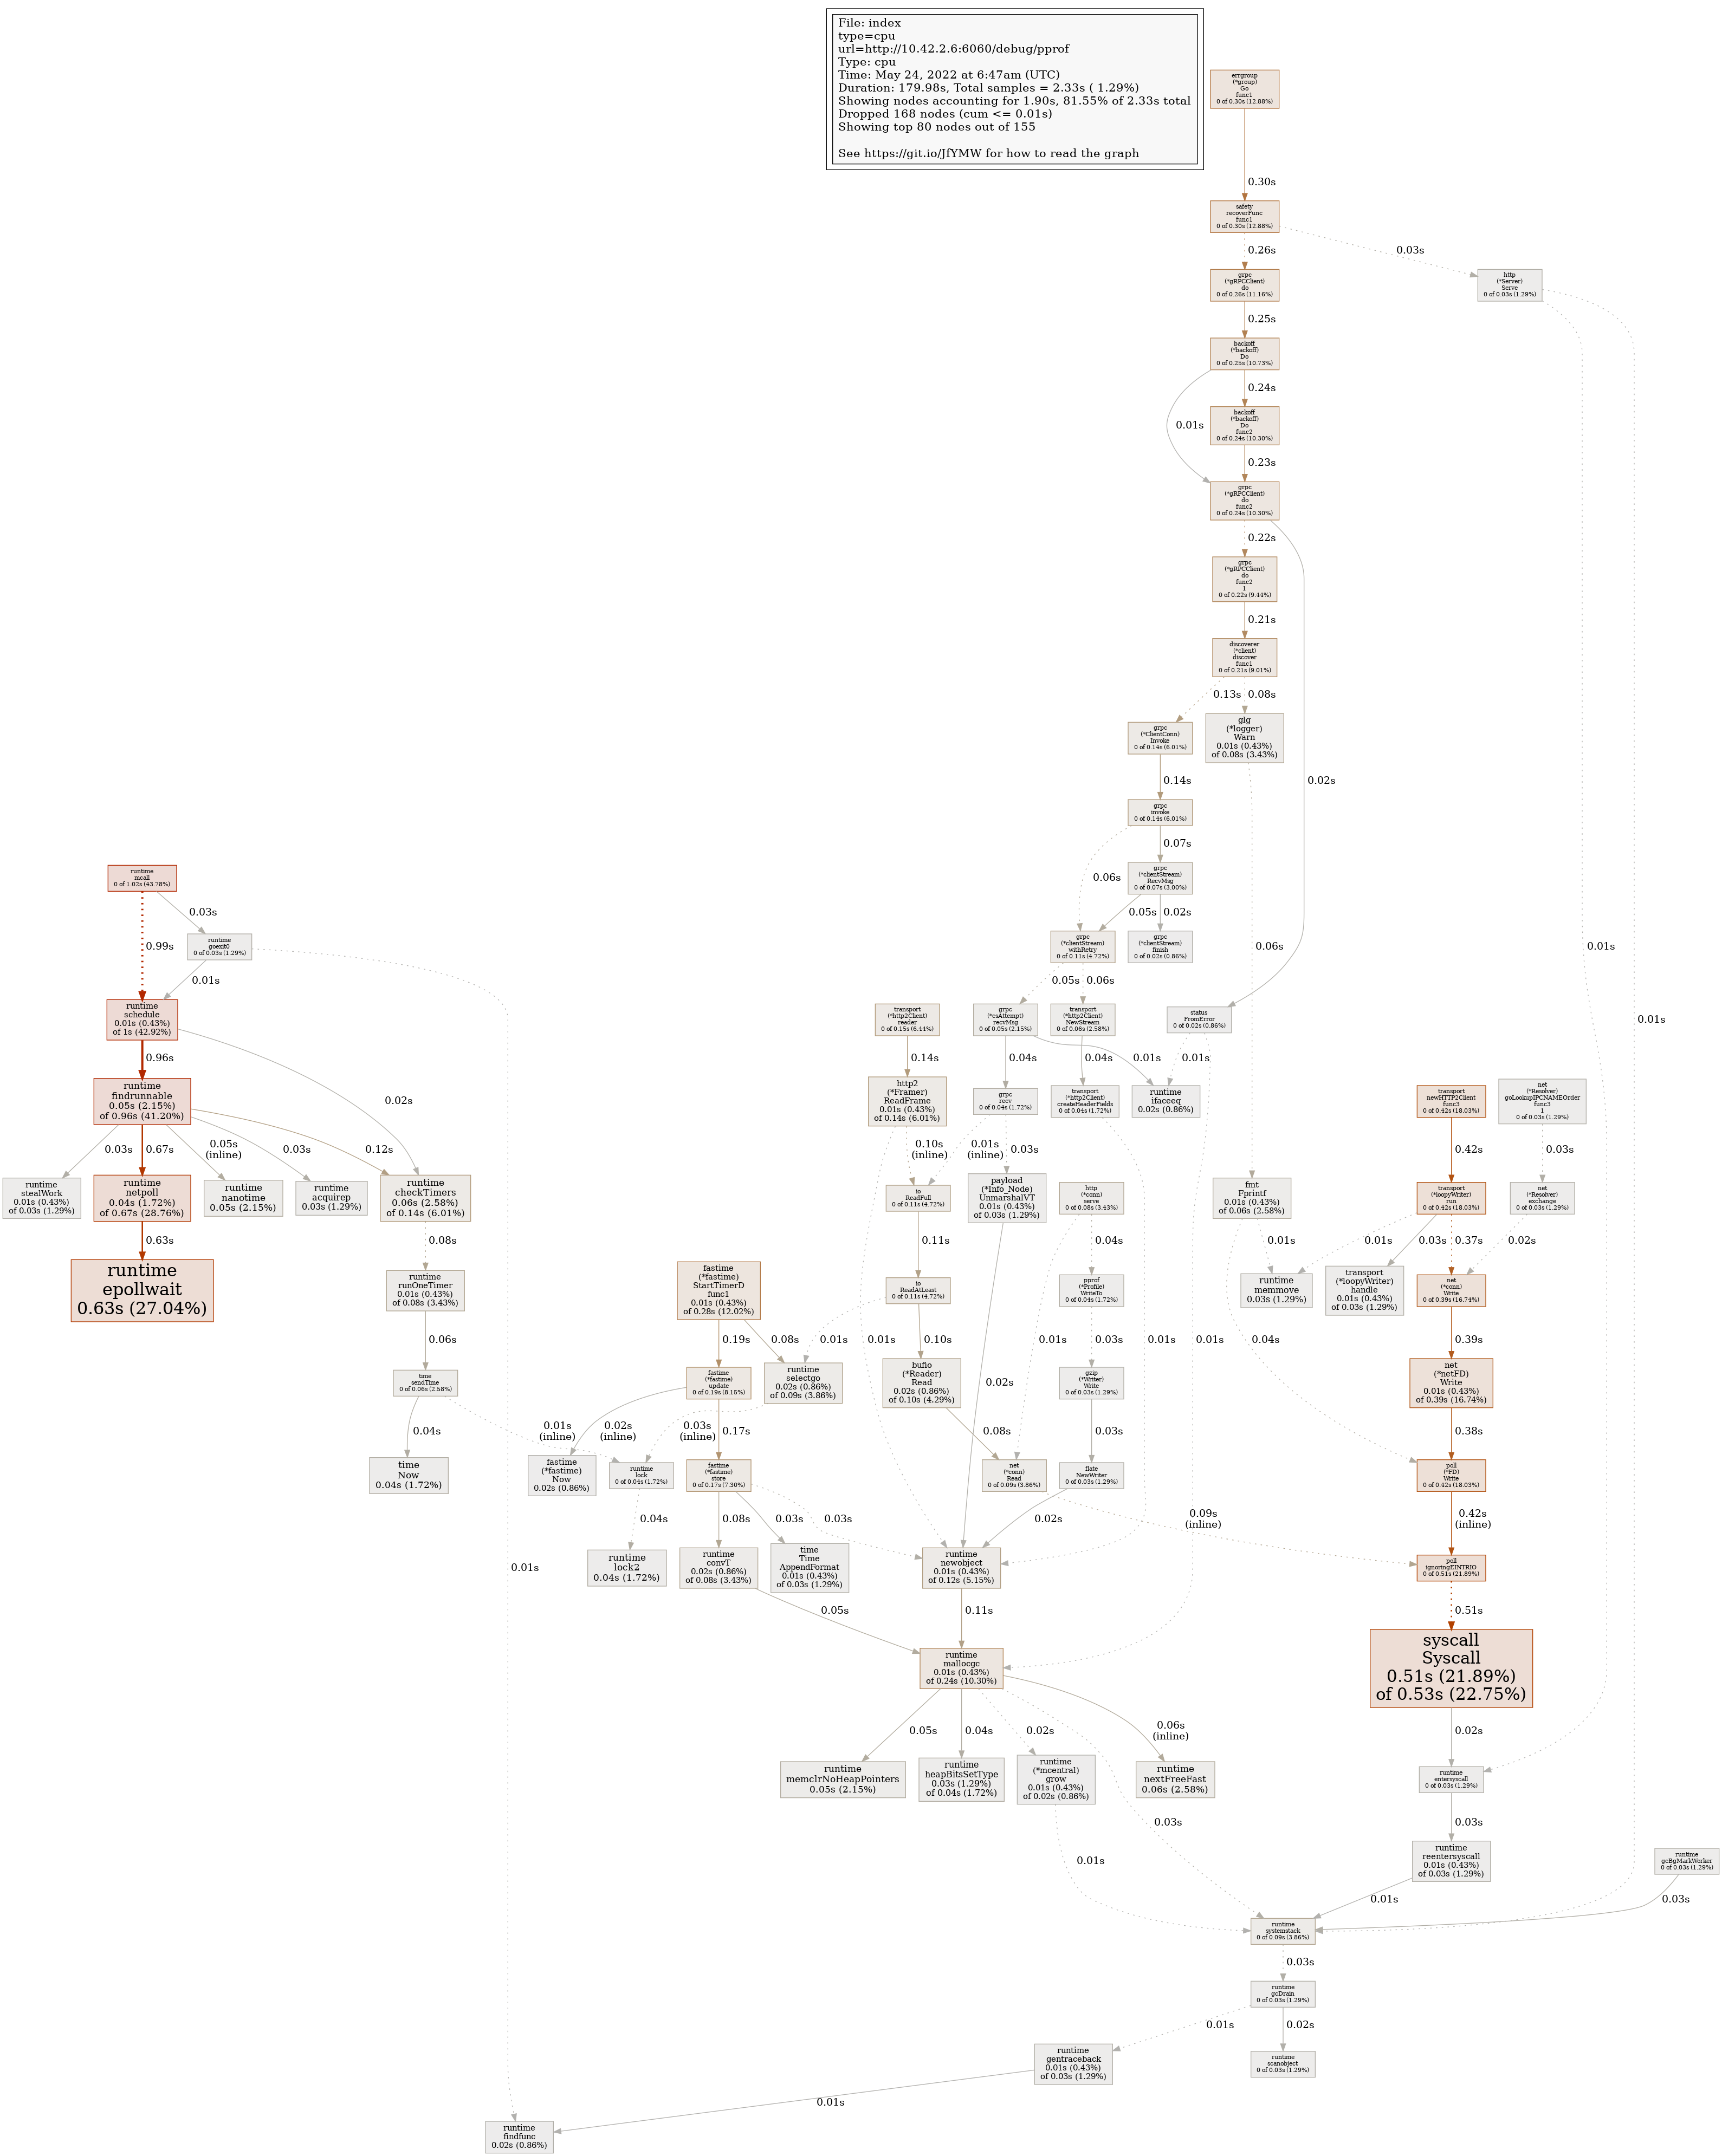 File: index
type=cpu
url=http://10.42.2.6:6060/debug/pprof
Type: cpu
Time: May 24, 2022 at 6:47am (UTC)
Duration: 179.98s, Total samples = 2.33s ( 1.29%)
Showing nodes accounting for 1.90s, 81.55% of 2.33s total
Dropped 168 nodes (cum <= 0.01s)
Showing top 80 nodes out of 155
See https://git.io/JfYMW for how to read the graph
errgroup
(*group)
Go
func1
0 of 0.30s (12.88%)
0.30s
safety
recoverFunc
func1
0 of 0.30s (12.88%)
0.26s
0.03s
grpc
(*gRPCClient)
do
0 of 0.26s (11.16%)
http
(*Server)
Serve
0 of 0.03s (1.29%)
0.25s
backoff
(*backoff)
Do
0 of 0.25s (10.73%)
0.24s
0.01s
backoff
(*backoff)
Do
func2
0 of 0.24s (10.30%)
0.23s
grpc
(*gRPCClient)
do
func2
0 of 0.24s (10.30%)
0.22s
0.02s
grpc
(*gRPCClient)
do
func2
1
0 of 0.22s (9.44%)
0.21s
discoverer
(*client)
discover
func1
0 of 0.21s (9.01%)
0.13s
0.08s
grpc
(*ClientConn)
Invoke
0 of 0.14s (6.01%)
glg
(*logger)
Warn
0.01s (0.43%)
of 0.08s (3.43%)
0.14s
grpc
invoke
0 of 0.14s (6.01%)
0.07s
0.06s
grpc
(*clientStream)
RecvMsg
0 of 0.07s (3.00%)
0.05s
0.02s
grpc
(*clientStream)
withRetry
0 of 0.11s (4.72%)
grpc
(*clientStream)
finish
0 of 0.02s (0.86%)
0.06s
0.01s
0.01s
runtime
mcall
0 of 1.02s (43.78%)
0.03s
0.99s
runtime
goexit0
0 of 0.03s (1.29%)
0.01s
0.01s
runtime
schedule
0.01s (0.43%)
of 1s (42.92%)
0.96s
0.02s
0.05s
0.06s
grpc
(*csAttempt)
recvMsg
0 of 0.05s (2.15%)
transport
(*http2Client)
NewStream
0 of 0.06s (2.58%)
status
FromError
0 of 0.02s (0.86%)
transport
(*http2Client)
reader
0 of 0.15s (6.44%)
0.14s
0.04s
0.01s
0.04s
0.01s
0.01s
runtime
findrunnable
0.05s (2.15%)
of 0.96s (41.20%)
http2
(*Framer)
ReadFrame
0.01s (0.43%)
of 0.14s (6.01%)
grpc
recv
0 of 0.04s (1.72%)
transport
(*http2Client)
createHeaderFields
0 of 0.04s (1.72%)
runtime
ifaceeq
0.02s (0.86%)
transport
newHTTP2Client
func3
0 of 0.42s (18.03%)
net
(*Resolver)
goLookupIPCNAMEOrder
func3
1
0 of 0.03s (1.29%)
0.03s
0.67s
0.05s
(inline)
0.03s
0.12s
0.10s
(inline)
0.01s
(inline)
0.03s
0.01s
0.01s
0.42s
0.03s
runtime
stealWork
0.01s (0.43%)
of 0.03s (1.29%)
runtime
netpoll
0.04s (1.72%)
of 0.67s (28.76%)
runtime
nanotime
0.05s (2.15%)
runtime
acquirep
0.03s (1.29%)
runtime
checkTimers
0.06s (2.58%)
of 0.14s (6.01%)
io
ReadFull
0 of 0.11s (4.72%)
payload
(*Info_Node)
UnmarshalVT
0.01s (0.43%)
of 0.03s (1.29%)
http
(*conn)
serve
0 of 0.08s (3.43%)
fmt
Fprintf
0.01s (0.43%)
of 0.06s (2.58%)
transport
(*loopyWriter)
run
0 of 0.42s (18.03%)
net
(*Resolver)
exchange
0 of 0.03s (1.29%)
0.63s
0.08s
0.11s
0.02s
0.04s
0.01s
0.04s
0.01s
0.01s
0.03s
0.37s
0.02s
runtime
epollwait
0.63s (27.04%)
runtime
runOneTimer
0.01s (0.43%)
of 0.08s (3.43%)
fastime
(*fastime)
StartTimerD
func1
0.01s (0.43%)
of 0.28s (12.02%)
io
ReadAtLeast
0 of 0.11s (4.72%)
pprof
(*Profile)
WriteTo
0 of 0.04s (1.72%)
runtime
memmove
0.03s (1.29%)
transport
(*loopyWriter)
handle
0.01s (0.43%)
of 0.03s (1.29%)
net
(*conn)
Write
0 of 0.39s (16.74%)
0.06s
0.19s
0.08s
0.01s
0.10s
0.03s
0.39s
time
sendTime
0 of 0.06s (2.58%)
fastime
(*fastime)
update
0 of 0.19s (8.15%)
runtime
selectgo
0.02s (0.86%)
of 0.09s (3.86%)
bufio
(*Reader)
Read
0.02s (0.86%)
of 0.10s (4.29%)
gzip
(*Writer)
Write
0 of 0.03s (1.29%)
net
(*netFD)
Write
0.01s (0.43%)
of 0.39s (16.74%)
0.04s
0.01s
(inline)
0.02s
(inline)
0.03s
(inline)
0.17s
0.08s
0.03s
0.38s
time
Now
0.04s (1.72%)
fastime
(*fastime)
Now
0.02s (0.86%)
runtime
lock
0 of 0.04s (1.72%)
fastime
(*fastime)
store
0 of 0.17s (7.30%)
net
(*conn)
Read
0 of 0.09s (3.86%)
flate
NewWriter
0 of 0.03s (1.29%)
poll
(*FD)
Write
0 of 0.42s (18.03%)
0.04s
0.08s
0.03s
0.03s
0.02s
0.09s
(inline)
0.42s
(inline)
runtime
lock2
0.04s (1.72%)
runtime
convT
0.02s (0.86%)
of 0.08s (3.43%)
time
Time
AppendFormat
0.01s (0.43%)
of 0.03s (1.29%)
runtime
newobject
0.01s (0.43%)
of 0.12s (5.15%)
poll
ignoringEINTRIO
0 of 0.51s (21.89%)
0.05s
0.11s
0.51s
runtime
mallocgc
0.01s (0.43%)
of 0.24s (10.30%)
syscall
Syscall
0.51s (21.89%)
of 0.53s (22.75%)
0.05s
0.04s
0.02s
0.03s
0.06s
(inline)
0.02s
runtime
memclrNoHeapPointers
0.05s (2.15%)
runtime
heapBitsSetType
0.03s (1.29%)
of 0.04s (1.72%)
runtime
(*mcentral)
grow
0.01s (0.43%)
of 0.02s (0.86%)
runtime
nextFreeFast
0.06s (2.58%)
runtime
entersyscall
0 of 0.03s (1.29%)
0.01s
0.03s
runtime
reentersyscall
0.01s (0.43%)
of 0.03s (1.29%)
runtime
gcBgMarkWorker
0 of 0.03s (1.29%)
0.01s
0.03s
runtime
systemstack
0 of 0.09s (3.86%)
0.03s
runtime
gcDrain
0 of 0.03s (1.29%)
0.01s
0.02s
runtime
gentraceback
0.01s (0.43%)
of 0.03s (1.29%)
runtime
scanobject
0 of 0.03s (1.29%)
0.01s
runtime
findfunc
0.02s (0.86%)